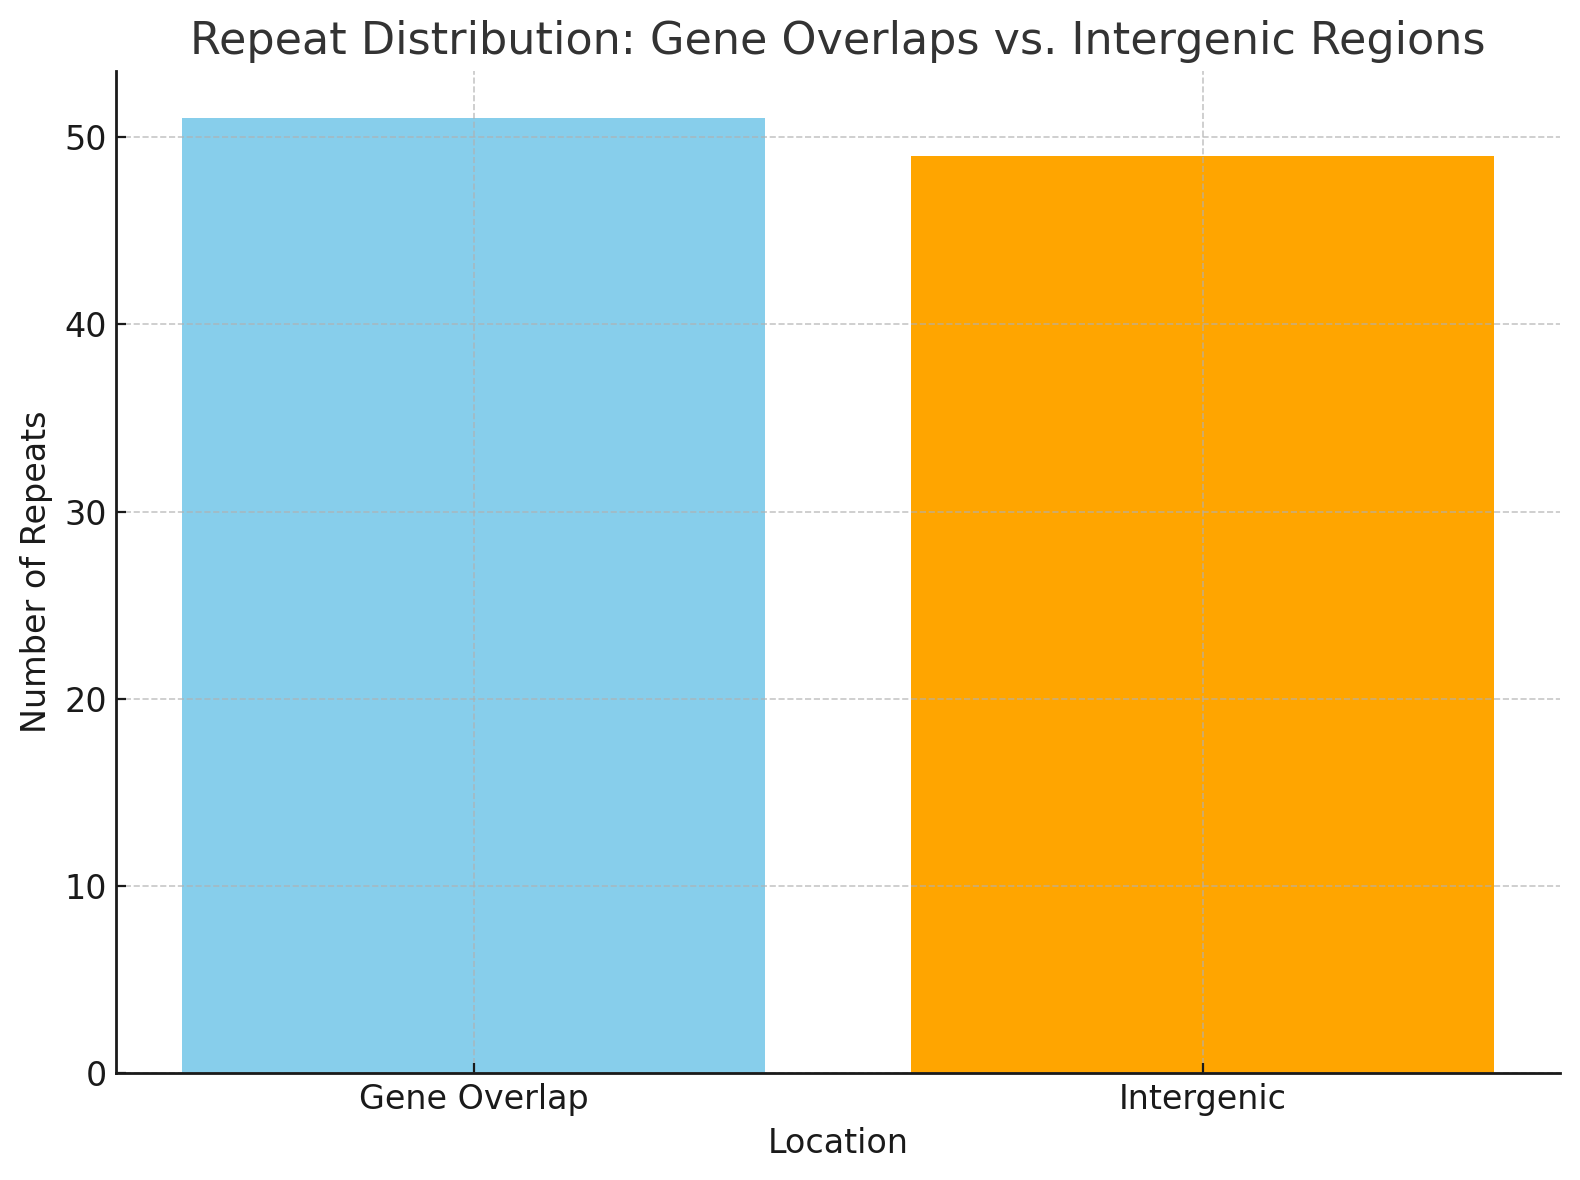 Repeat Distribution: Gene Overlaps vs. Intergenic Regions
Number of Repeats
50
40
30
20
10
0
Gene Overlap
Intergenic
Location